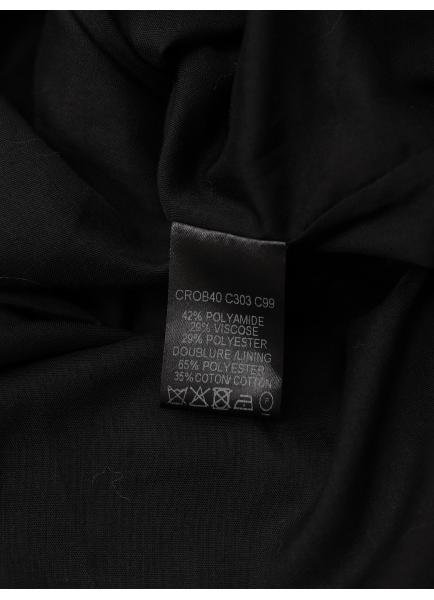 CROB40 C303 C99
42% POLYAMIDE
29% VISCOSE
29% POLYESTER
DOUBLURE /LINING
65% POLYESTER
35% COTON/ COTTON